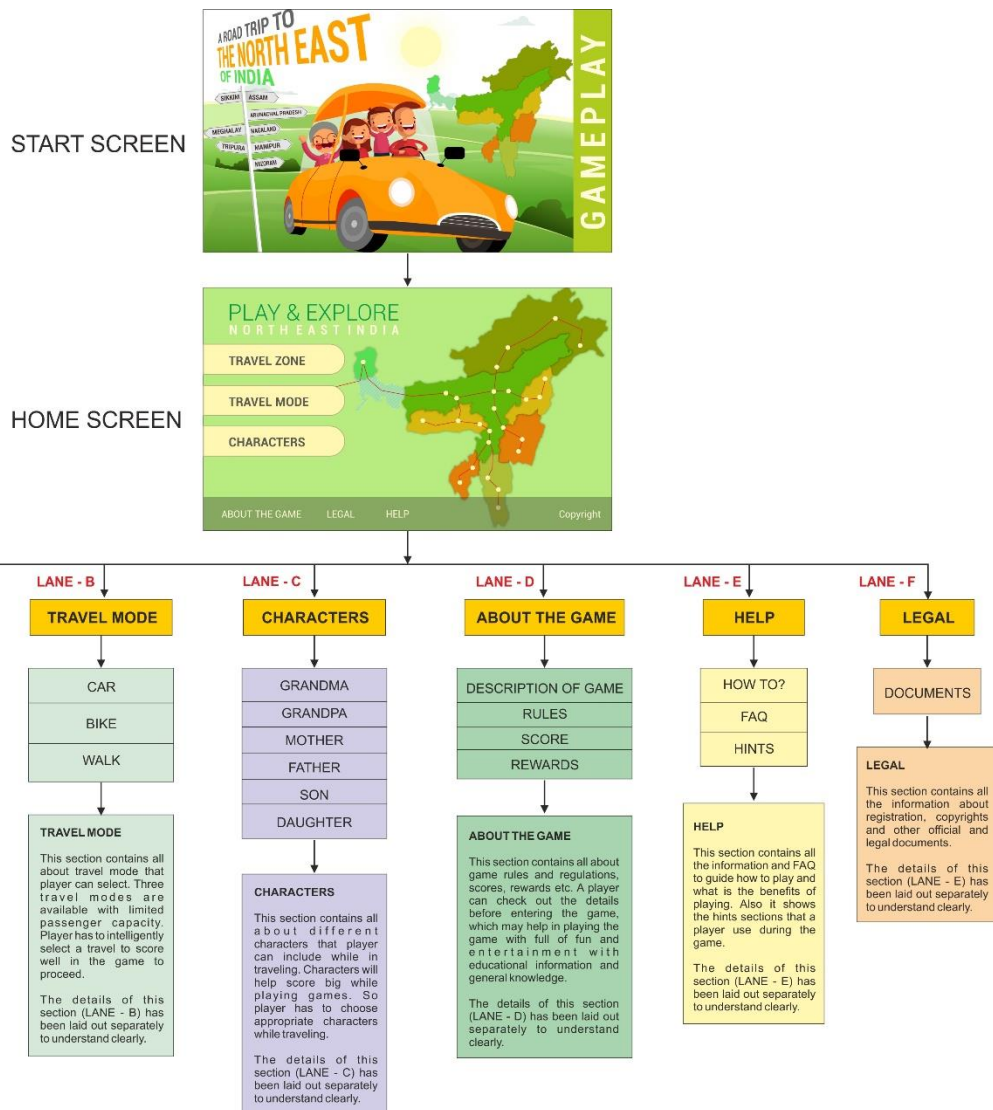 START SCREEN
A ROAD TRIP TO
THE NORTH EAST
OF INDIA
SIKKIM
ASSAM
ARUNACHAL PRADESH
MEGHALAY
NAGALAND
TRIPURA
MANIPUR
MIZORAM
GAMEPLAY
HOME SCREEN
PLAY & EXPLORE
NORTH EAST INDIA
TRAVEL ZONE
TRAVEL MODE
CHARACTERS
ABOUT THE GAME
LEGAL
HELP
Copyright
LANE - B
TRAVEL MODE
CAR
BIKE
WALK
TRAVEL MODE
This section contains all
about travel mode that
player can select. Three
travel modes are
available with limited
passenger capacity.
Player has to intelligently
select a travel to score
well in the game to
proceed.
The details of this
section (LANE - B) has
been laid out separately
to understand clearly.
LANE - C
CHARACTERS
GRANDMA
GRANDPA
MOTHER
FATHER
SON
DAUGHTER
CHARACTERS
This section contains all
about different
characters that player
can include while in
traveling. Characters will
help score big while
playing games. So
player has to choose
appropriate characters
while traveling.
The details of this
section (LANE - C) has
been laid out separately
to understand clearly.
LANE - D
ABOUT THE GAME
DESCRIPTION OF GAME
RULES
SCORE
REWARDS
ABOUT THE GAME
This section contains all about
game rules and regulations,
scores, rewards etc. A player
can check out the details
before entering the game,
which may help in playing the
game with full of fun and
entertainment with
educational information and
general knowledge.
The details of this section
(LANE - D) has been laid out
separately to understand
clearly.
LANE - E
HELP
HOW TO?
FAQ
HINTS
HELP
This section contains all
the information and FAQ
to guide how to play and
what is the benefits of
playing. Also it shows
the hints sections that a
player use during the
game.
The details of this
section (LANE - E) has
been laid out separately
to understand clearly.
LANE - F
LEGAL
DOCUMENTS
LEGAL
This section contains all
the information about
registration, copyrights
and other official and
legal documents.
The details of this
section (LANE - E) has
been laid out separately
to understand clearly.